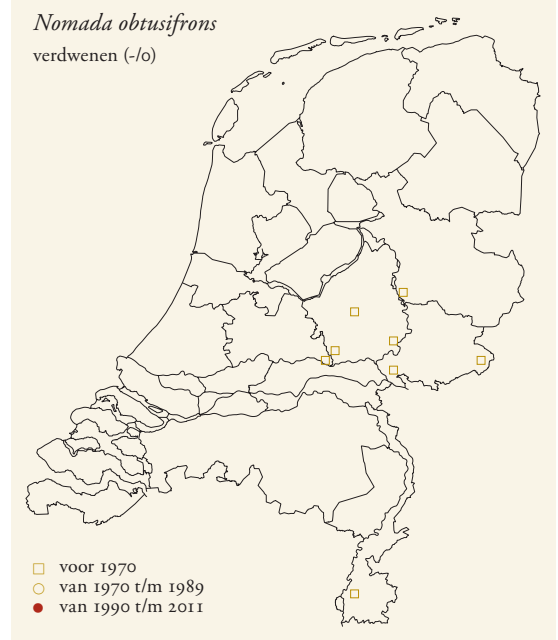 Nomada obtusifrons
verdwenen (-/0)
voor 1970
van 1970 t/m 1989
van 1990 t/m 2011